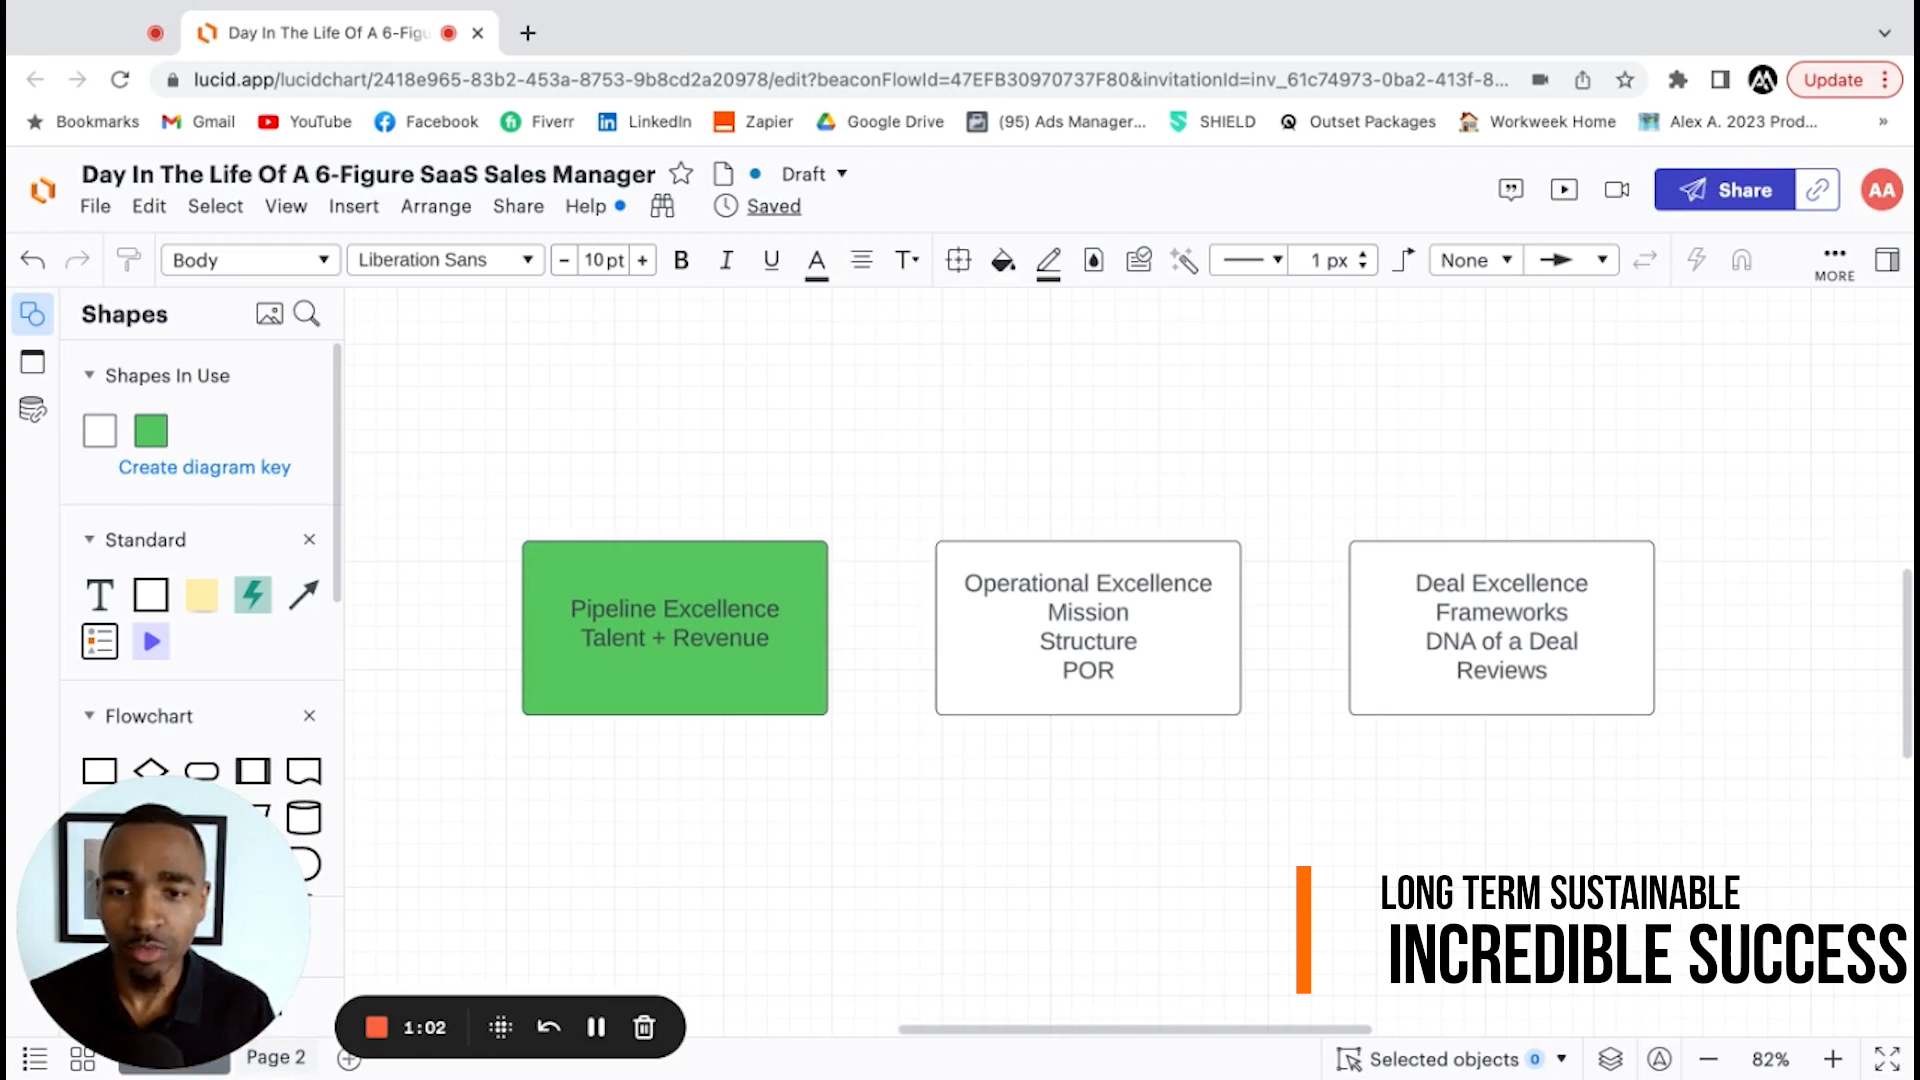 Day In The Life Of A 6-Figu
lucid.app/lucidchart/2418e965-83b2-453a-8753-9b8cd2a20978/edit?beaconFlowId=47EFB30970737F80&invitationId=inv_61c74973-0ba2-413f-8...
Update
Bookmarks Gmail YouTube Facebook Fiverr LinkedIn Zapier Google Drive (95) Ads Manager... SHIELD Outset Packages Workweek Home Alex A. 2023 Prod... »
Day In The Life Of A 6-Figure SaaS Sales Manager Draft
File Edit Select View Insert Arrange Share Help Saved
Share
AA
Body Liberation Sans − 10 pt + B I U A T 1 px None MORE
Shapes
Shapes In Use
Create diagram key
Standard
T
Flowchart
Pipeline Excellence
Talent + Revenue
Operational Excellence
Mission
Structure
POR
Deal Excellence
Frameworks
DNA of a Deal
Reviews
LONG TERM SUSTAINABLE
INCREDIBLE SUCCESS
1:02
Page 2
Selected objects 0
82%